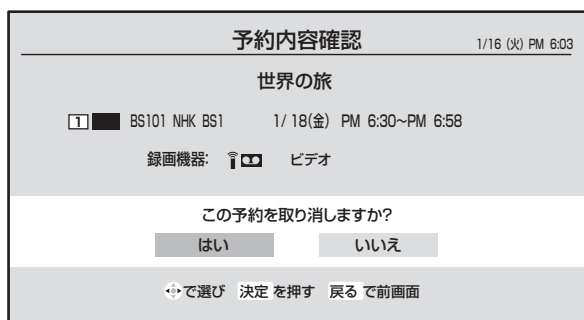 予約内容確認 1/16 (火) PM 6:03
世界の旅
1 BS101 NHK BS1 1/ 18(金) PM 6:30~PM 6:58
録画機器: ビデオ
この予約を取り消しますか?
はい いいえ
で選び 決定 を押す 戻る で前画面